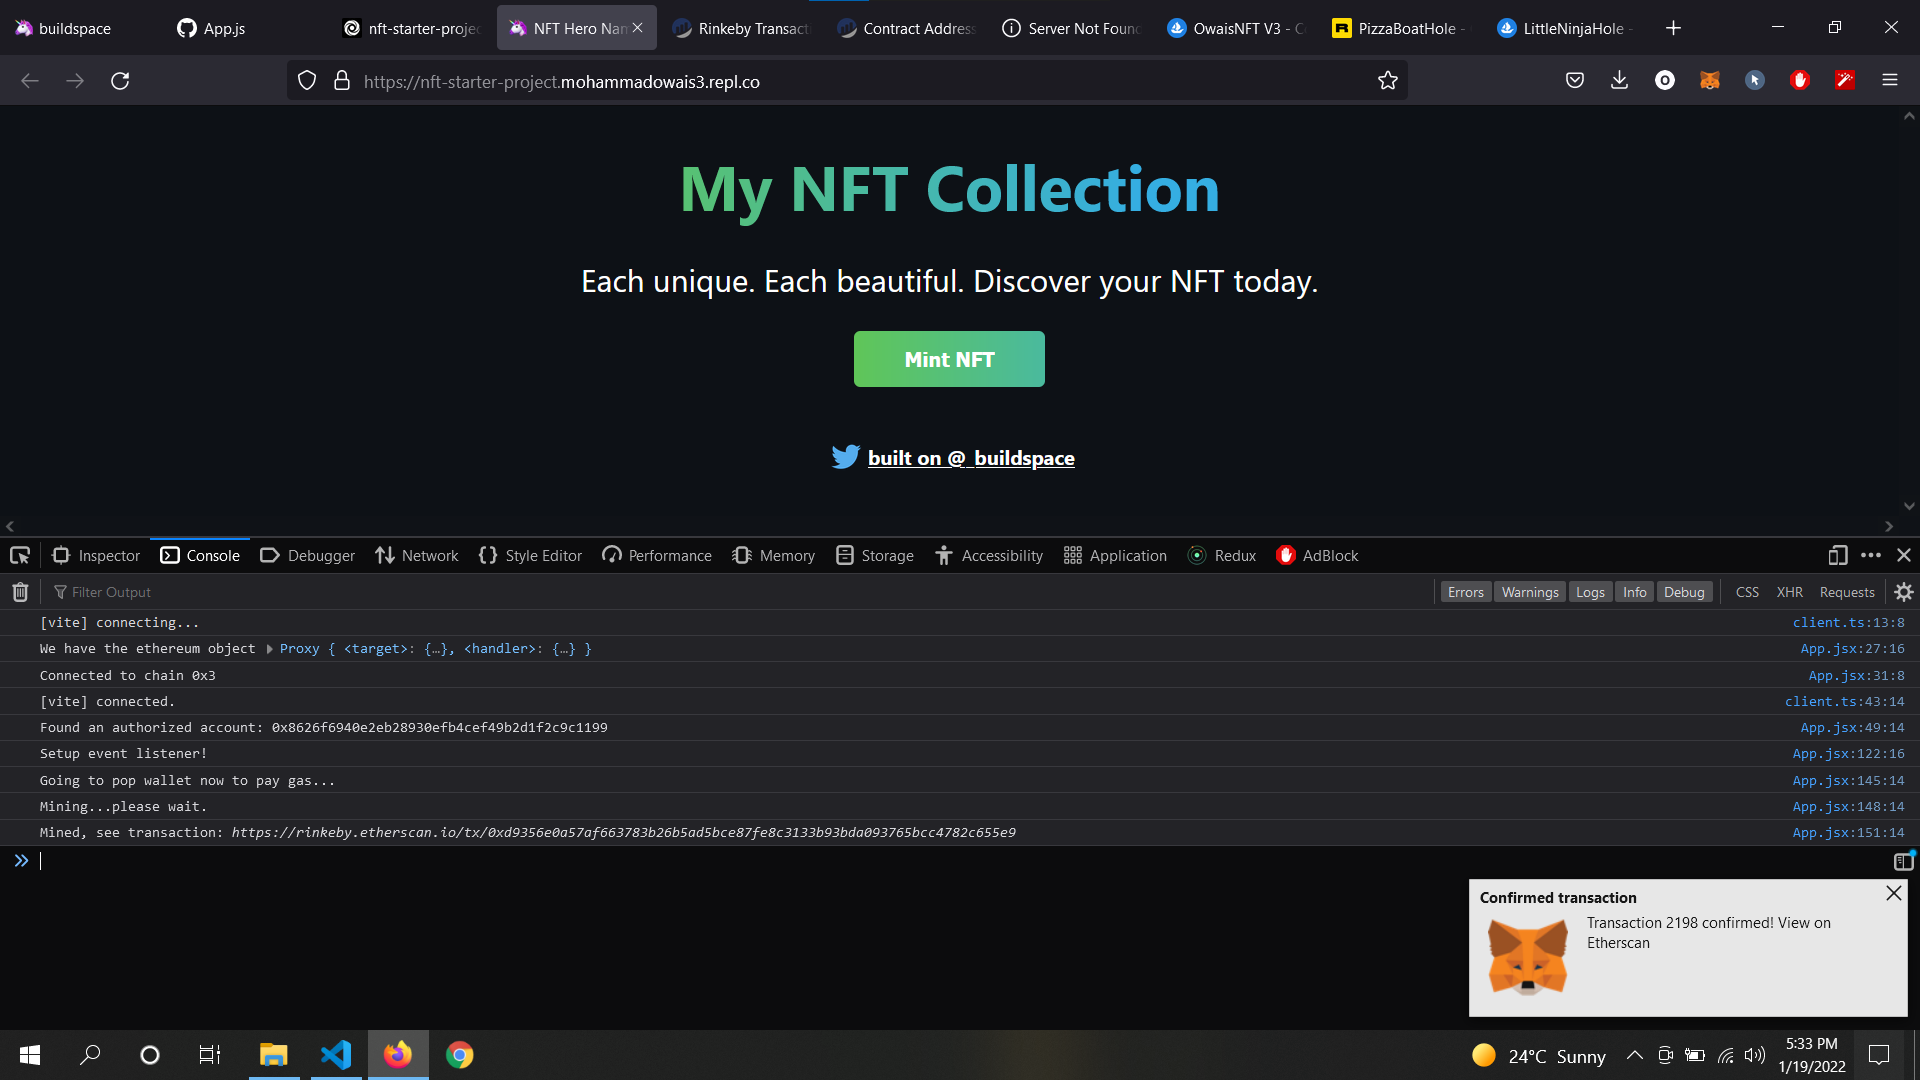 buildspace
App.js
nft-starter-projec
NFT Hero Nam
Rinkeby Transact
Contract Address
Server Not Foun
OwaisNFT V3 - C
PizzaBoatHole -
LittleNinjaHole -
https://nft-starter-project.mohammadowais3.repl.co
My NFT Collection
Each unique. Each beautiful. Discover your NFT today.
Mint NFT
built on @_buildspace
Inspector
Console
Debugger
Network
Style Editor
Performance
Memory
Storage
Accessibility
Application
Redux
AdBlock
Filter Output
Errors
Warnings
Logs
Info
Debug
CSS
XHR
Requests
[vite] connecting... client.ts:13:8
We have the ethereum object Proxy { <target>: {…}, <handler>: {…} } App.jsx:27:16
Connected to chain 0x3 App.jsx:31:8
[vite] connected. client.ts:43:14
Found an authorized account: 0x8626f6940e2eb28930efb4cef49b2d1f2c9c1199 App.jsx:49:14
Setup event listener! App.jsx:122:16
Going to pop wallet now to pay gas... App.jsx:145:14
Mining...please wait. App.jsx:148:14
Mined, see transaction: https://rinkeby.etherscan.io/tx/0xd9356e0a57af663783b26b5ad5bce87fe8c3133b93bda093765bcc4782c655e9 App.jsx:151:14
Confirmed transaction
Transaction 2198 confirmed! View on
Etherscan
24°C Sunny
5:33 PM
1/19/2022